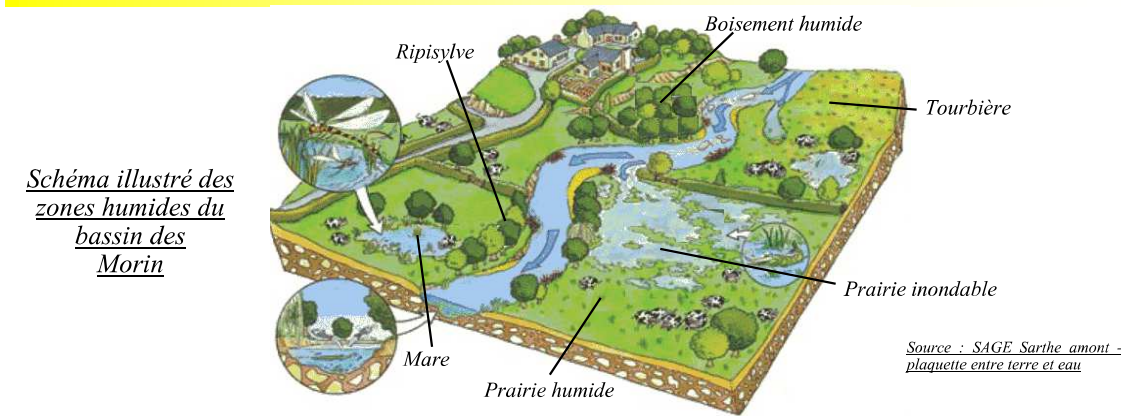 Boisement humide
Ripisylve
Tourbière
Schéma illustré des
zones humides du
bassin des
Morin
Prairie inondable
Mare
Prairie humide
Source : SAGE Sarthe amont -
plaquette entre terre et eau